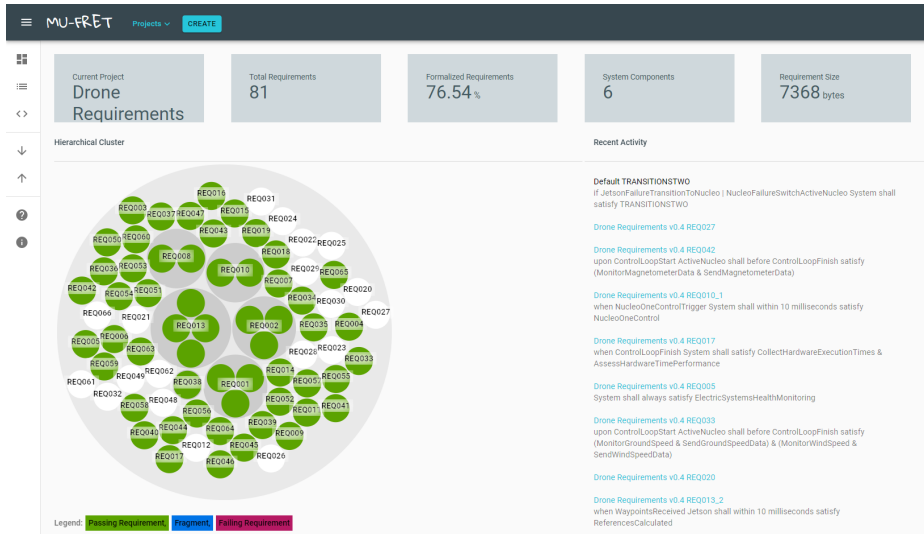 MU-FRET
Projects
CREATE
Current Project
Drone
Requirements
Total Requirements
81
Formalized Requirements
76.54 %
System Components
6
Requirement Size
7368 bytes
Hierarchical Cluster
Recent Activity
REQ016
REQ031
REQ003
REQ037
REQ047
REQ015
REQ024
REQ043
REQ019
REQ050
REQ060
REQ022
REQ025
REQ008
REQ018
REQ036
REQ053
REQ010
REQ029
REQ065
REQ007
REQ042
REQ054
REQ051
REQ020
REQ034
REQ030
REQ066
REQ021
REQ027
REQ013
REQ002
REQ035
REQ004
REQ005
REQ006
REQ063
REQ028
REQ023
REQ033
REQ059
REQ062
REQ014
REQ061
REQ049
REQ038
REQ001
REQ057
REQ055
REQ032
REQ048
REQ058
REQ056
REQ052
REQ011
REQ041
REQ040
REQ044
REQ064
REQ039
REQ009
REQ012
REQ045
REQ017
REQ046
REQ026
Legend:
Passing Requirement,
Fragment,
Failing Requirement
Default TRANSITIONSTWO
if JetsonFailureTransitionToNucleo | NucleoFailureSwitchActiveNucleo System shall
satisfy TRANSITIONSTWO
Drone Requirements v0.4 REQ027
Drone Requirements v0.4 REQ042
upon ControlLoopStart ActiveNucleo shall before ControlLoopFinish satisfy
(MonitorMagnetometerData & SendMagnetometerData)
Drone Requirements v0.4 REQ010_1
when NucleoOneControlTrigger System shall within 10 milliseconds satisfy
NucleoOneControl
Drone Requirements v0.4 REQ017
when ControlLoopFinish System shall satisfy CollectHardwareExecutionTimes &
AssessHardwareTimePerformance
Drone Requirements v0.4 REQ005
System shall always satisfy ElectricSystemsHealthMonitoring
Drone Requirements v0.4 REQ033
upon ControlLoopStart ActiveNucleo shall before ControlLoopFinish satisfy
(MonitorGroundSpeed & SendGroundSpeedData) & (MonitorWindSpeed &
SendWindSpeedData)
Drone Requirements v0.4 REQ020
Drone Requirements v0.4 REQ013_2
when WaypointsReceived Jetson shall within 10 milliseconds satisfy
ReferencesCalculated